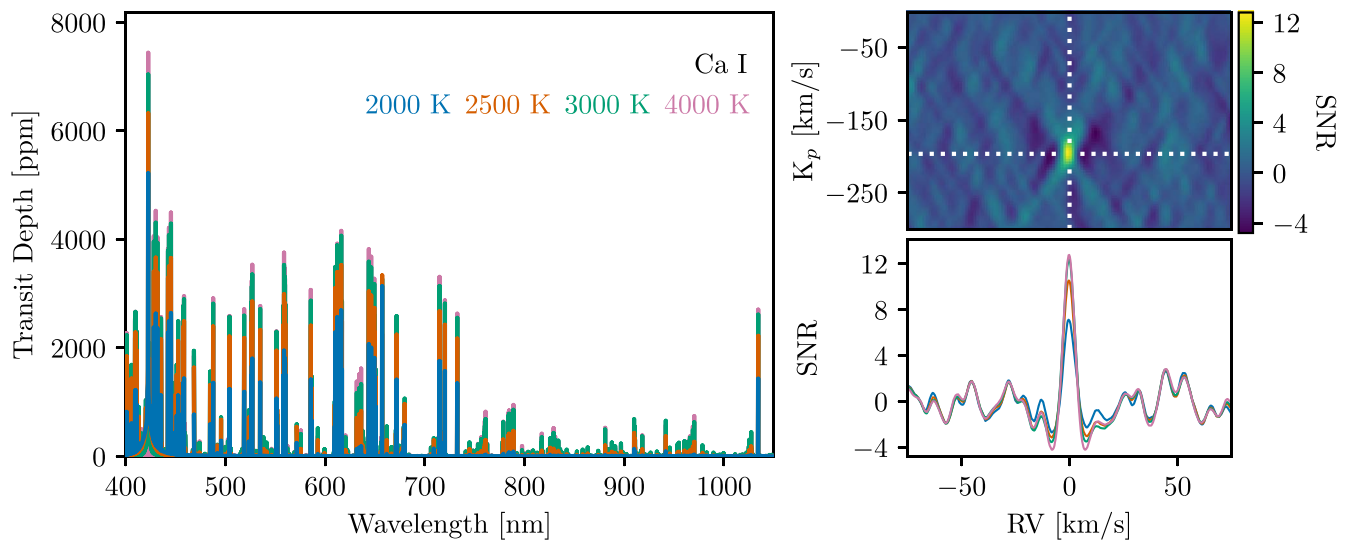 8000
6000
4000
2000
0
Transit Depth [ppm]
Ca I
2000 K 2500 K 3000 K 4000 K
400 500 600 700 800 900 1000
Wavelength [nm]
−50
−150
−250
K_p [km/s]
12
8
4
0
−4
SNR
12
8
4
0
−4
SNR
−50 0 50
RV [km/s]